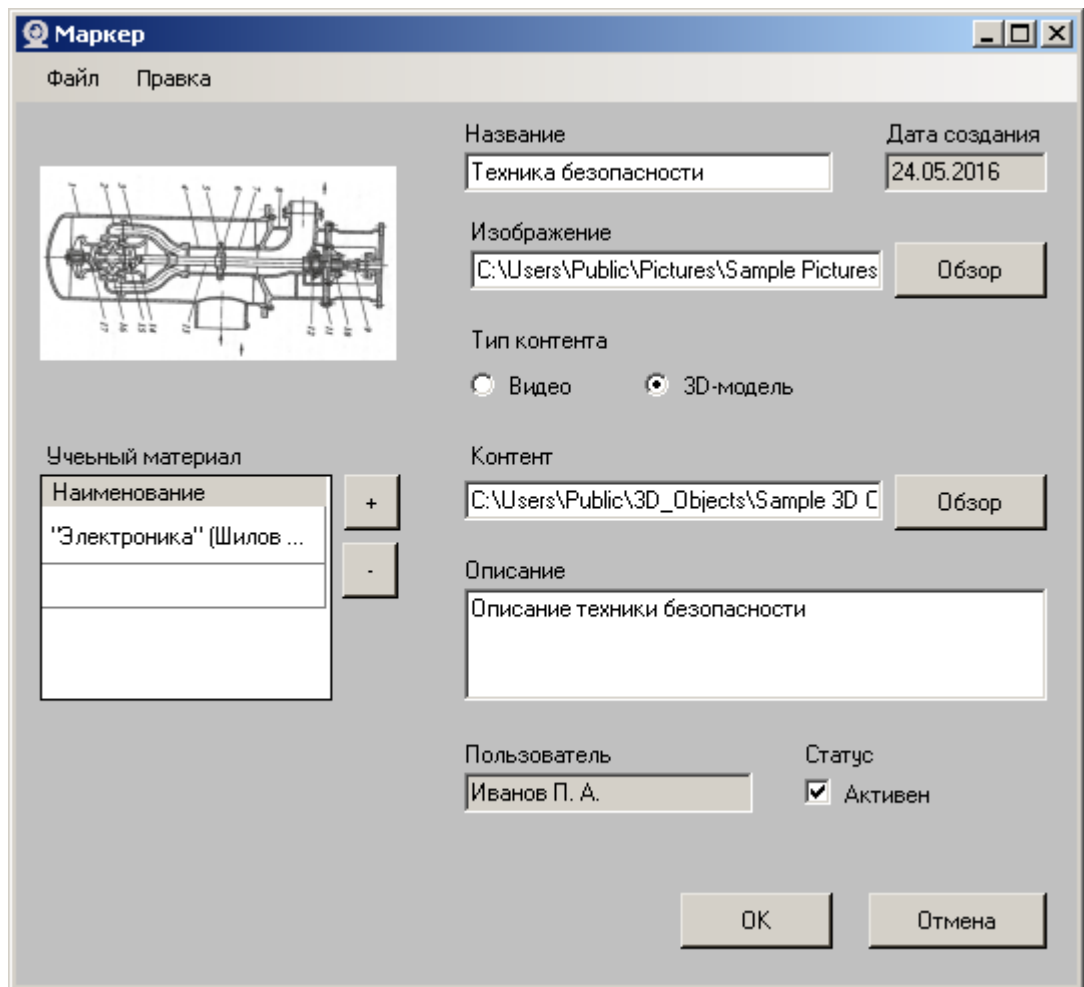 Маркер
Файл Правка
Название
Дата создания
Техника безопасности
24.05.2016
Изображение
C:\Users\Public\Pictures\Sample Pictures
Обзор
Тип контента
Видео
3D-модель
Учеьный материал
Наименование
"Электроника" (Шилов ...
+
-
Контент
C:\Users\Public\3D_Objects\Sample 3D
Обзор
Описание
Описание техники безопасности
Пользователь
Иванов П. А.
Статус
Активен
OK
Отмена